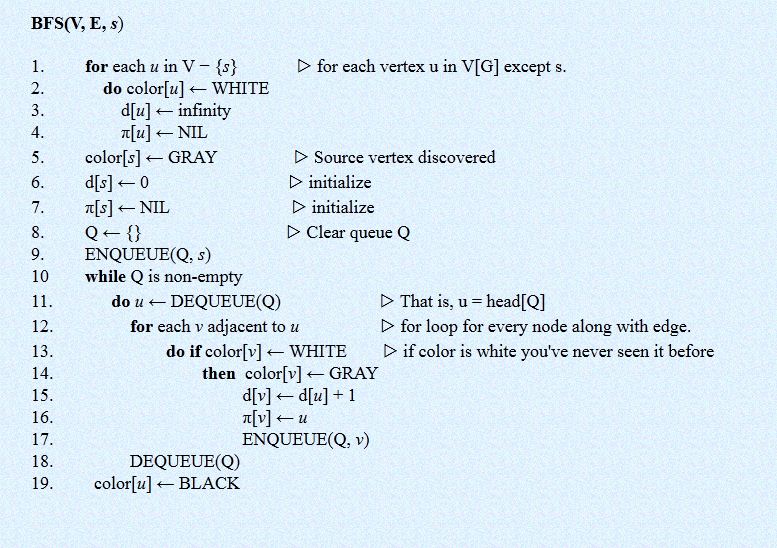 BFS(V, E, s)
1. for each u in V − {s} ▷ for each vertex u in V[G] except s.
2. do color[u] ← WHITE
3. d[u] ← infinity
4. π[u] ← NIL
5. color[s] ← GRAY ▷ Source vertex discovered
6. d[s] ← 0 ▷ initialize
7. π[s] ← NIL ▷ initialize
8. Q ← {} ▷ Clear queue Q
9. ENQUEUE(Q, s)
10 while Q is non-empty
11. do u ← DEQUEUE(Q) ▷ That is, u = head[Q]
12. for each v adjacent to u ▷ for loop for every node along with edge.
13. do if color[v] ← WHITE ▷ if color is white you've never seen it before
14. then color[v] ← GRAY
15. d[v] ← d[u] + 1
16. π[v] ← u
17. ENQUEUE(Q, v)
18. DEQUEUE(Q)
19. color[u] ← BLACK